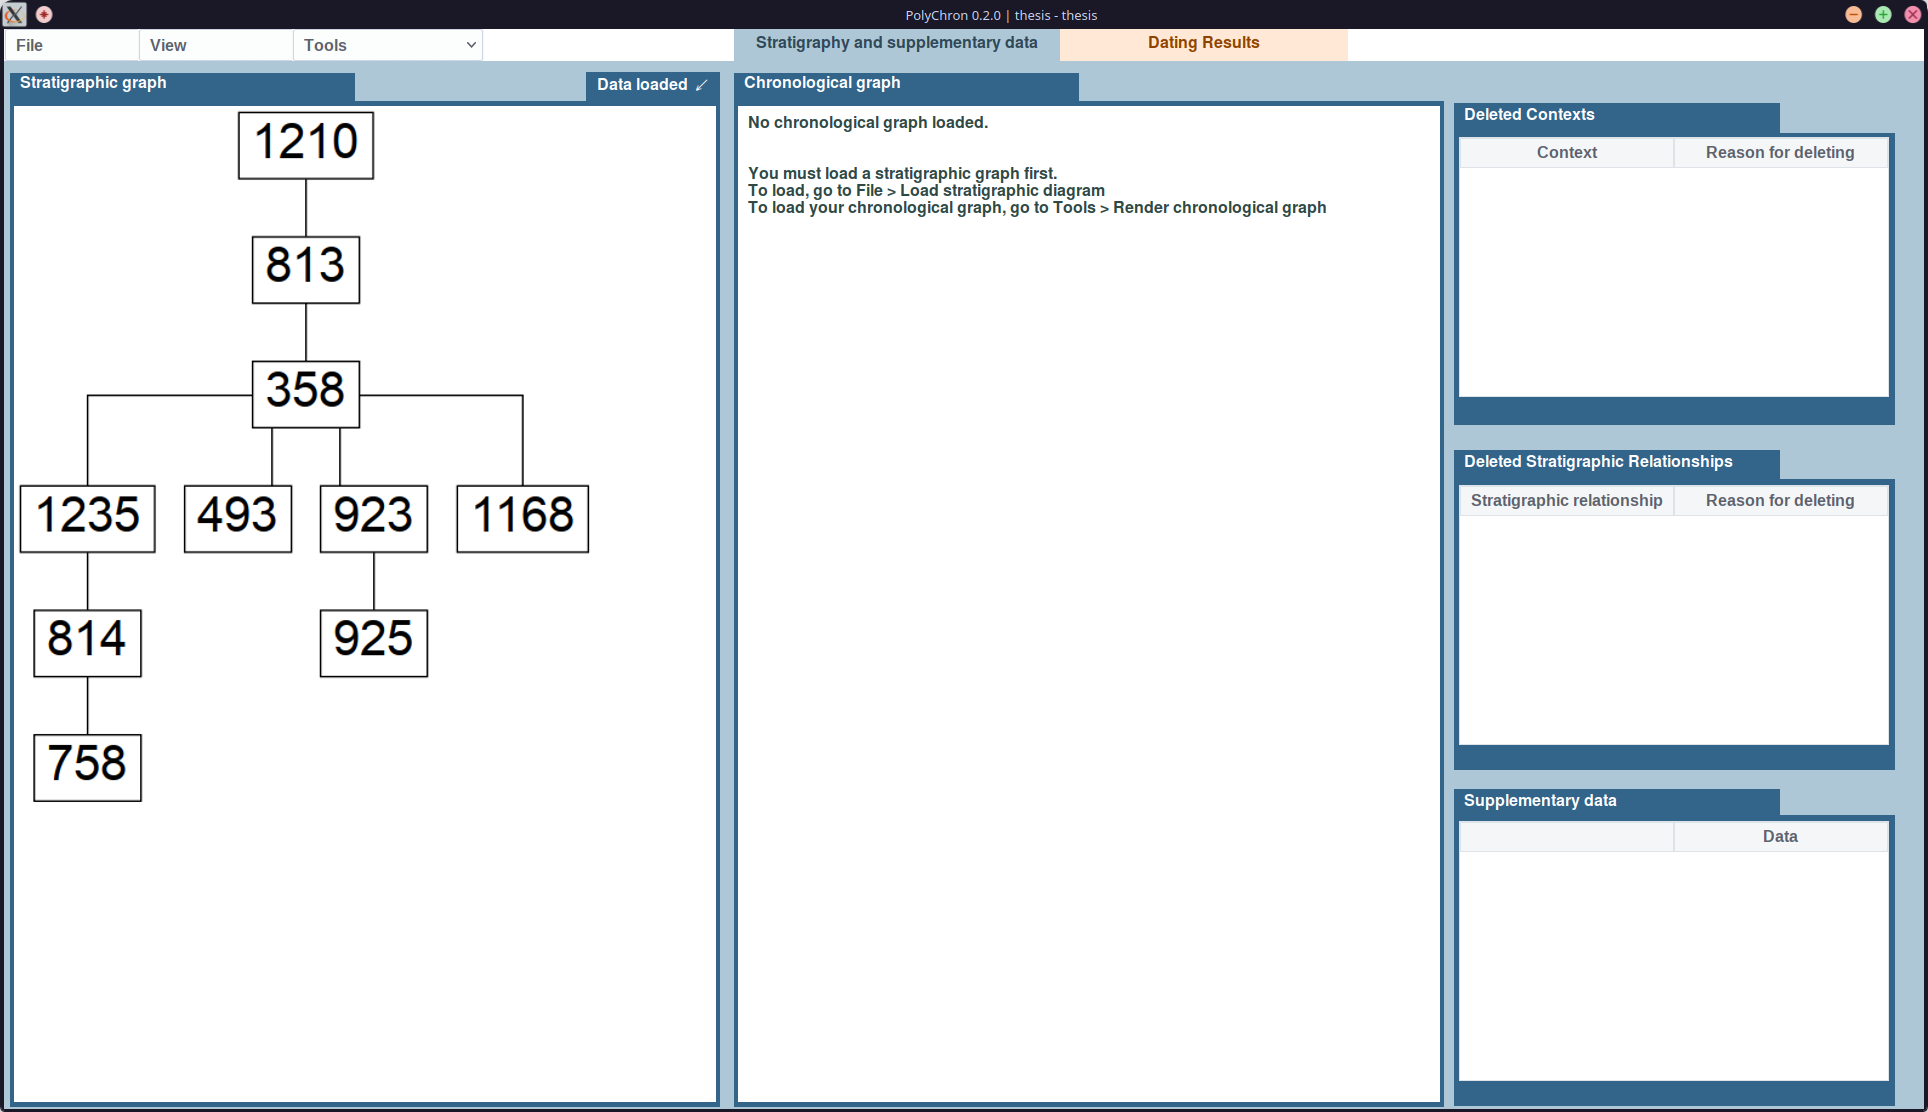 PolyChron 0.2.0 | thesis - thesis
File View Tools
Stratigraphy and supplementary data Dating Results
Stratigraphic graph Data loaded ✓
1210
813
358
1235 493 923 1168
814 925
758
Chronological graph
No chronological graph loaded.
You must load a stratigraphic graph first.
To load, go to File > Load stratigraphic diagram
To load your chronological graph, go to Tools > Render chronological graph
Deleted Contexts
Context Reason for deleting
Deleted Stratigraphic Relationships
Stratigraphic relationship Reason for deleting
Supplementary data
Data